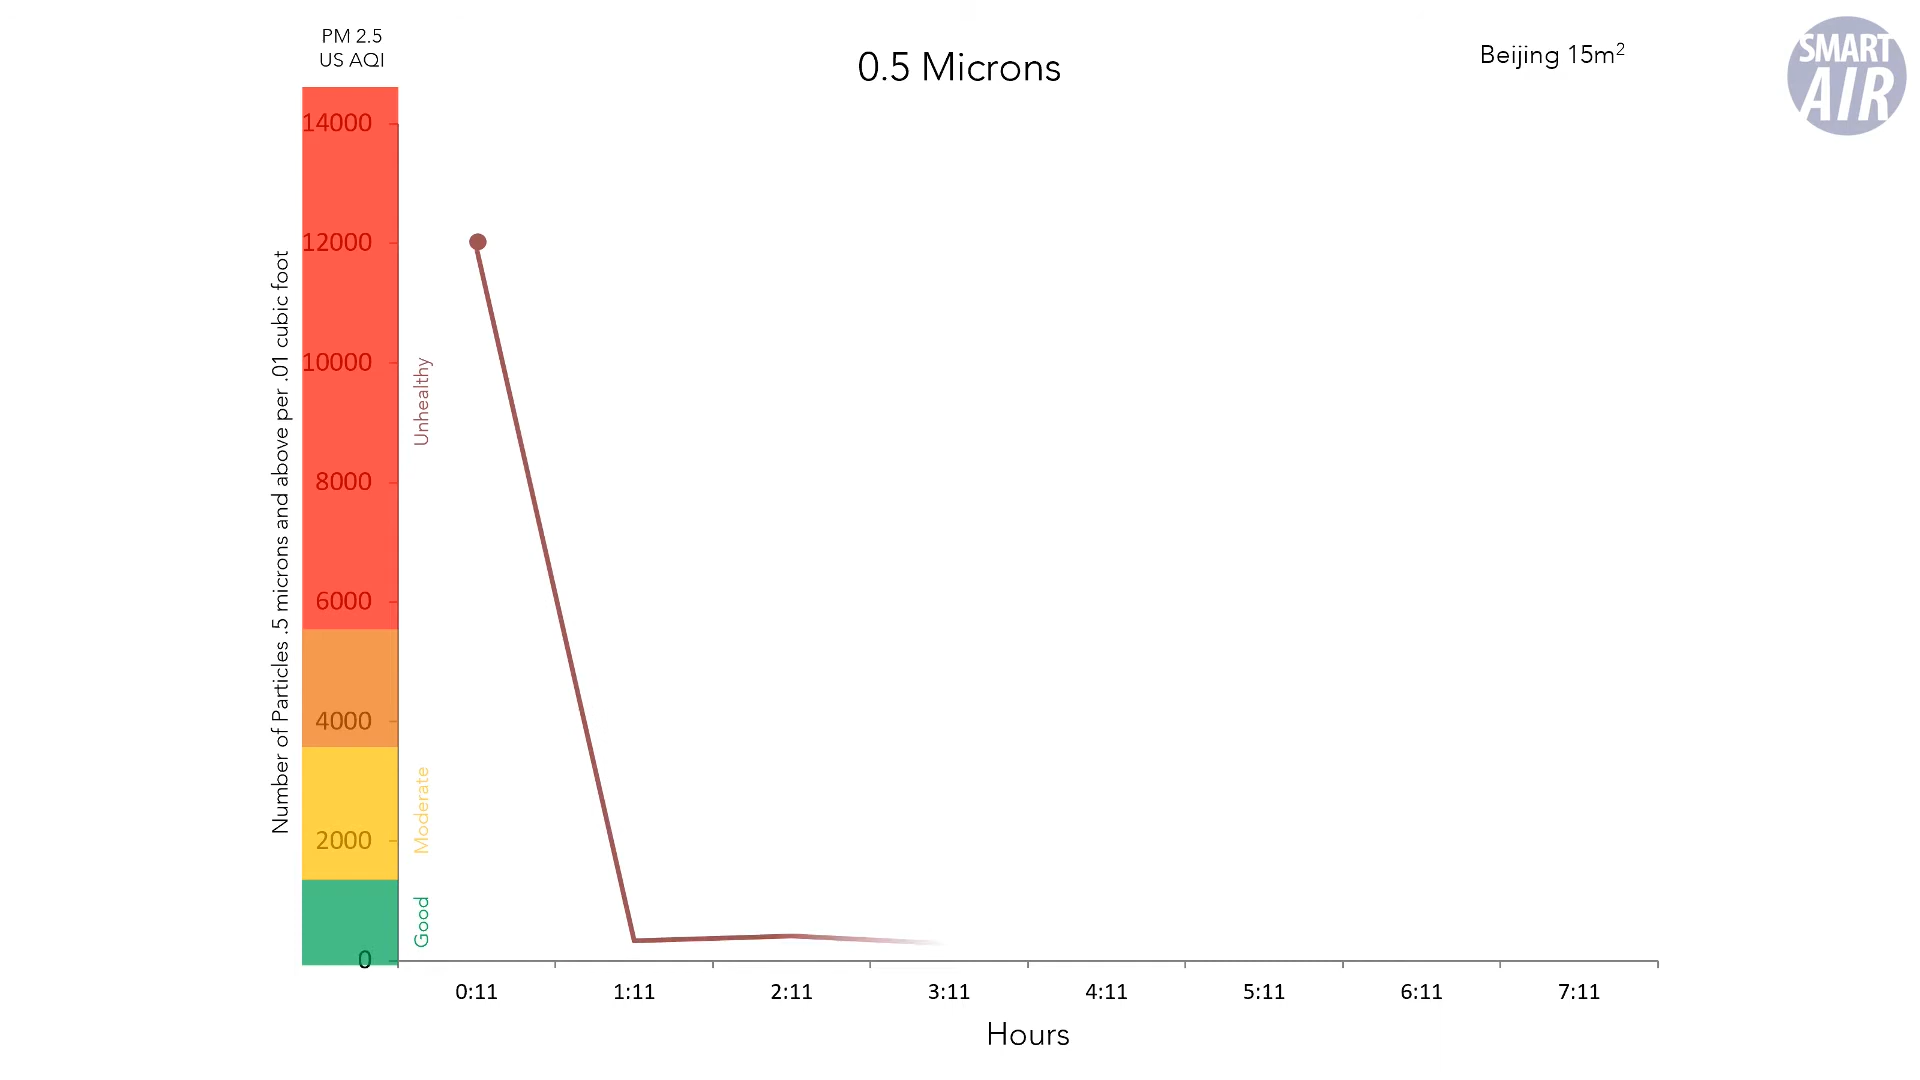 PM 2.5
US AQI
0.5 Microns
Beijing 15m²
SMART
AIR
Number of Particles .5 microns and above per .01 cubic foot
14000
12000
10000
8000
6000
4000
2000
0
Unhealthy
Moderate
Good
0:11 1:11 2:11 3:11 4:11 5:11 6:11 7:11
Hours